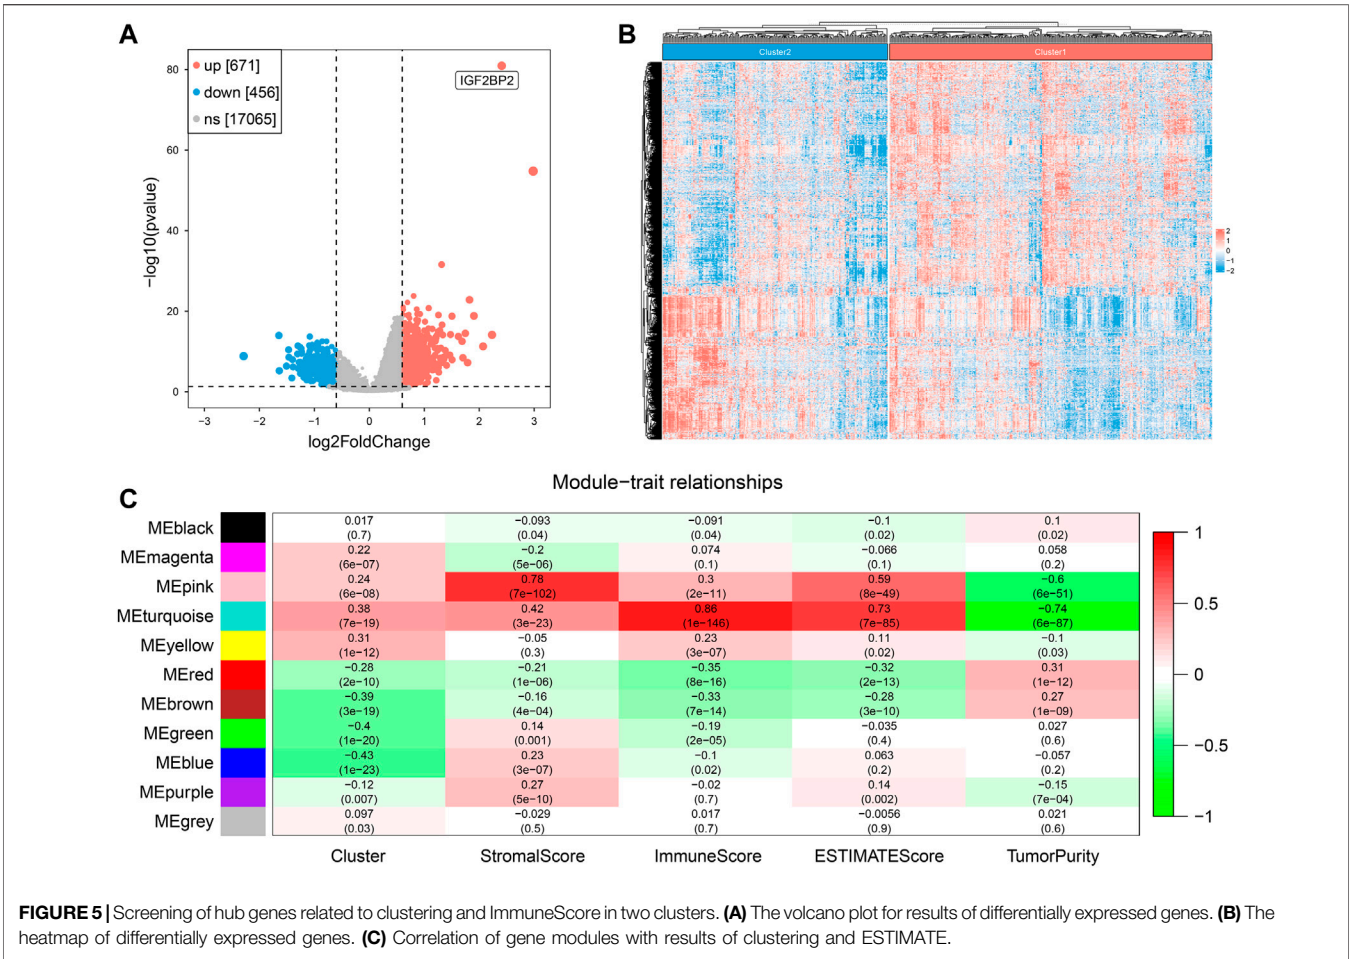 A
up [671]
down [456]
ns [17065]
IGF2BP2
80
60
40
20
0
−log10(pvalue)
−3 −2 −1 0 1 2 3
log2FoldChange
B
Cluster2 Cluster1
2
1
0
−1
−2
C
Module−trait relationships
MEblack 0.017 −0.093 −0.091 −0.1 0.1
(0.7) (0.04) (0.04) (0.02) (0.02)
MEmagenta 0.22 −0.2 0.074 −0.066 0.058
(6e−07) (5e−06) (0.1) (0.1) (0.2)
MEpink 0.24 0.78 0.3 0.59 −0.6
(6e−08) (7e−102) (2e−11) (8e−49) (6e−51)
MEturquoise 0.38 0.42 0.86 0.73 −0.74
(7e−19) (3e−23) (1e−146) (7e−85) (6e−87)
MEyellow 0.31 −0.05 0.23 0.11 −0.1
(1e−12) (0.3) (3e−07) (0.02) (0.03)
MEred −0.28 −0.21 −0.35 −0.32 0.31
(2e−10) (1e−06) (8e−16) (2e−13) (1e−12)
MEbrown −0.39 −0.16 −0.33 −0.28 0.27
(3e−19) (4e−04) (7e−14) (3e−10) (1e−09)
MEgreen −0.4 0.14 −0.19 −0.035 0.027
(1e−20) (0.001) (2e−05) (0.4) (0.6)
MEblue −0.43 0.23 −0.1 0.063 −0.057
(1e−23) (3e−07) (0.02) (0.2) (0.2)
MEpurple −0.12 0.27 −0.02 0.14 −0.15
(0.007) (5e−10) (0.7) (0.002) (7e−04)
MEgrey 0.097 −0.029 0.017 −0.0056 0.021
(0.03) (0.5) (0.7) (0.9) (0.6)
Cluster StromalScore ImmuneScore ESTIMATEScore TumorPurity
1
0.5
0
−0.5
−1
FIGURE 5 | Screening of hub genes related to clustering and ImmuneScore in two clusters. (A) The volcano plot for results of differentially expressed genes. (B) The
heatmap of differentially expressed genes. (C) Correlation of gene modules with results of clustering and ESTIMATE.